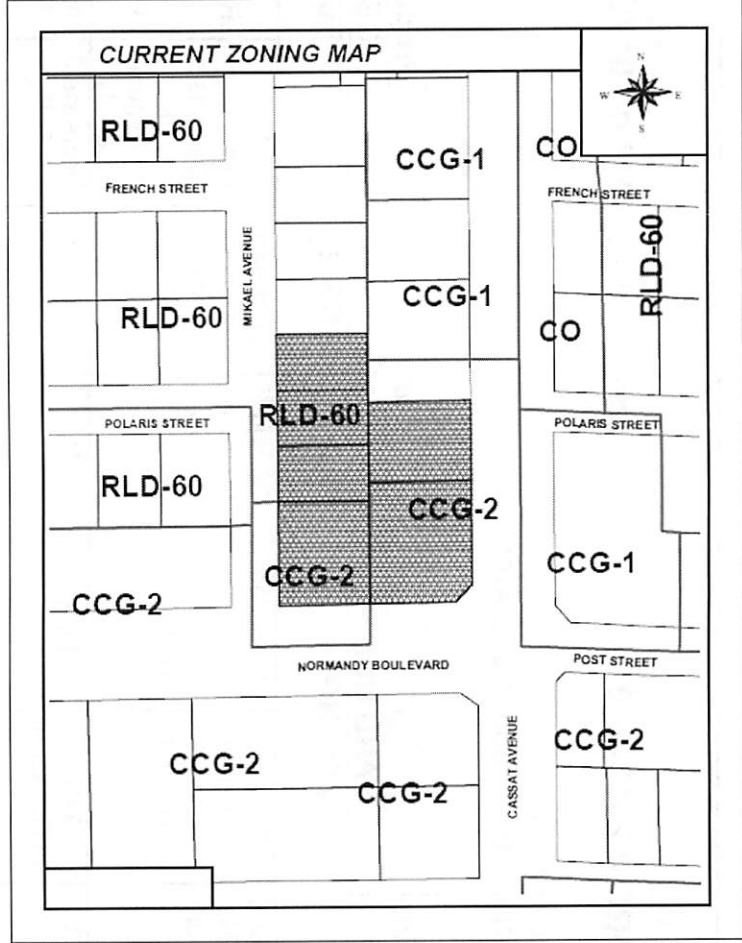 CURRENT ZONING MAP
N
W E
S
RLD-60
CCG-1
CO
FRENCH STREET
FRENCH STREET
MIKAEL AVENUE
RLD-60
CCG-1
RLD-60
CO
RLD-60
POLARIS STREET
POLARIS STREET
RLD-60
CCG-2
CCG-1
CCG-2
CCG-2
NORMANDY BOULEVARD
POST STREET
CASSAT AVENUE
CCG-2
CCG-2
CCG-2